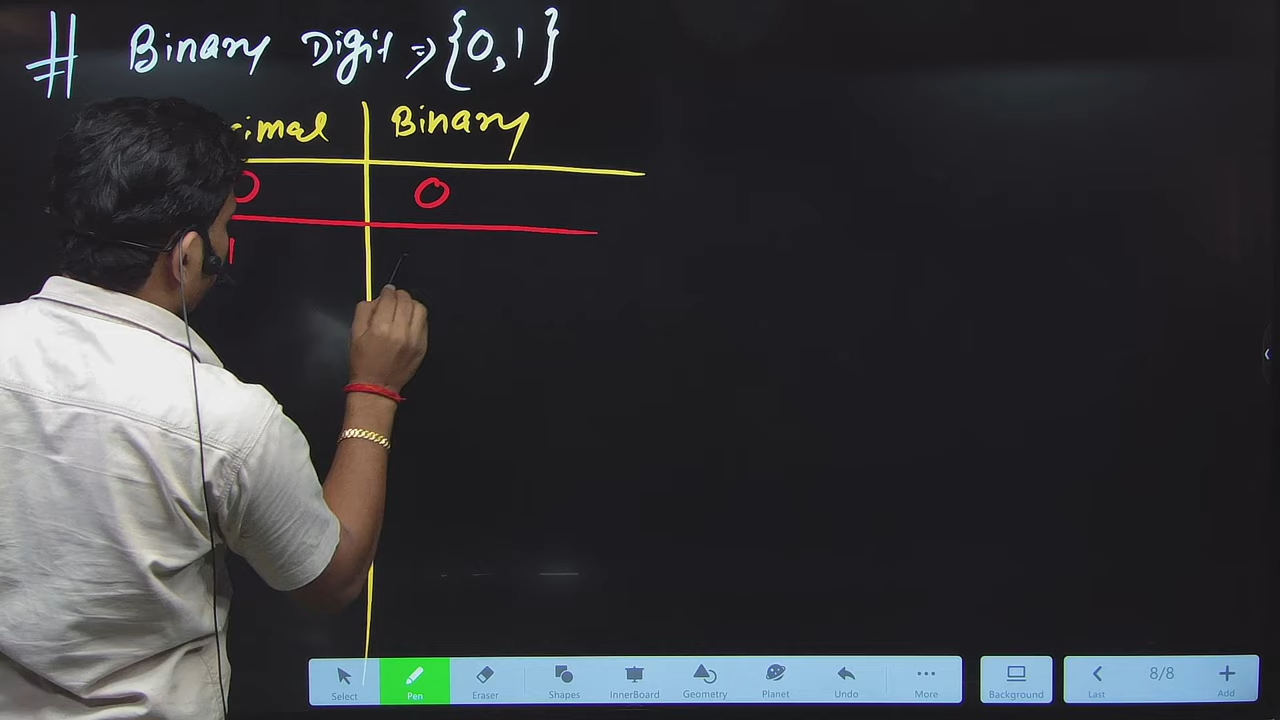 # Binary Digit ⇒ {0, 1}
Binary
0 0
1
Select Pen Eraser Shapes InnerBoard Geometry Planet Undo More Background Last 8/8 Add